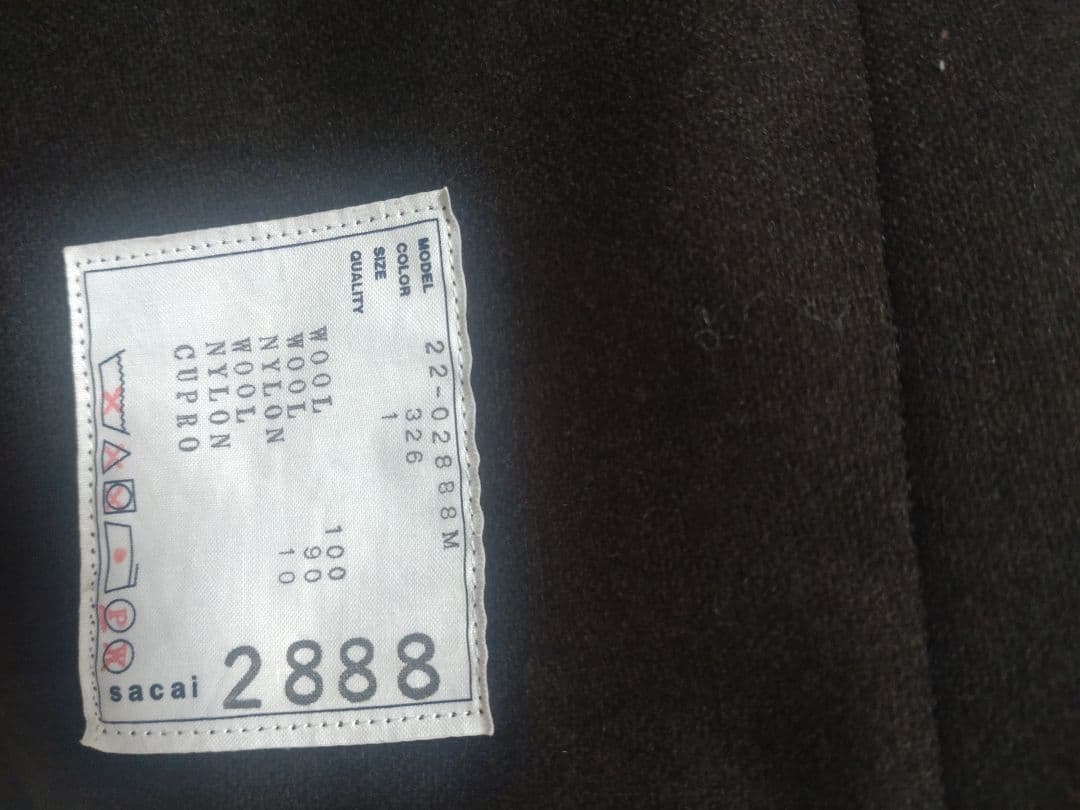 MODEL 22-02888M
COLOR 326
SIZE 1
QUALITY
WOOL 100
WOOL 90
NYLON 10
WOOL
NYLON
CUPRO
P
W
sacai
2888